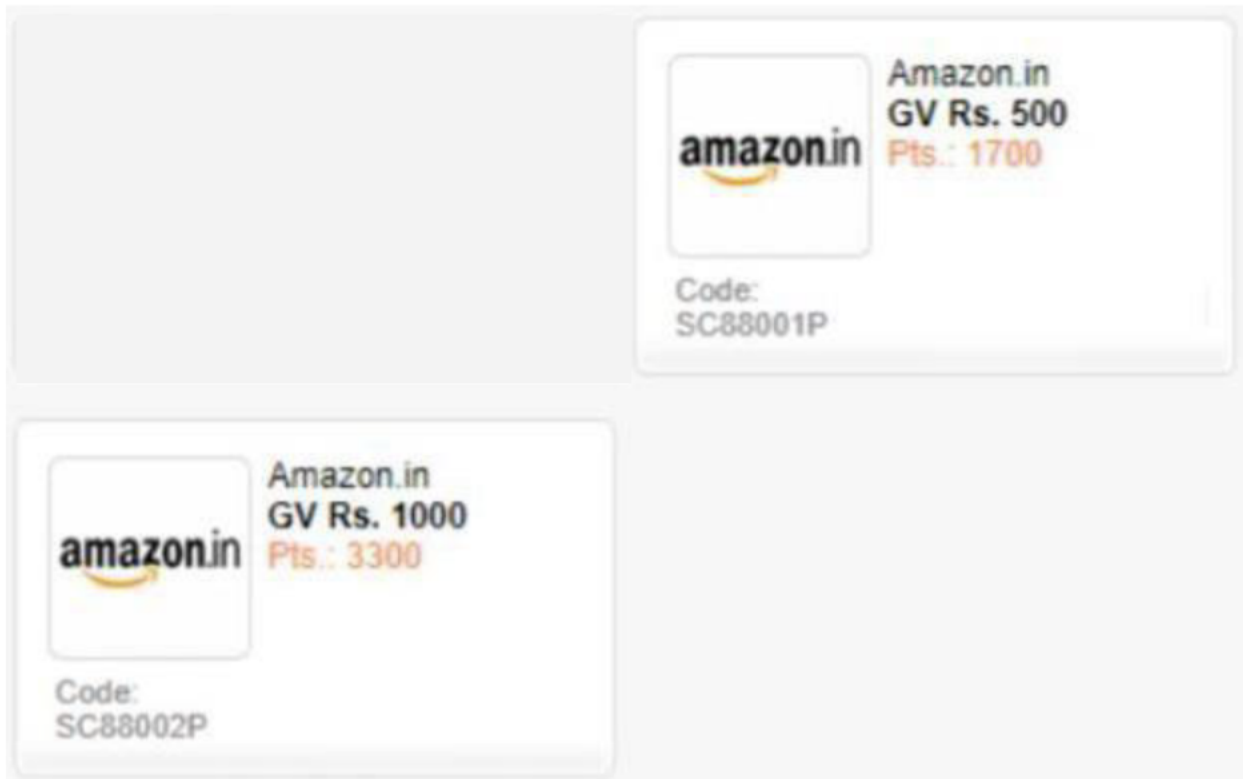 Amazon.in
GV Rs. 500
Pts.: 1700
amazon.in
Code:
SC88001P
Amazon.in
GV Rs. 1000
Pts.: 3300
amazon.in
Code:
SC88002P